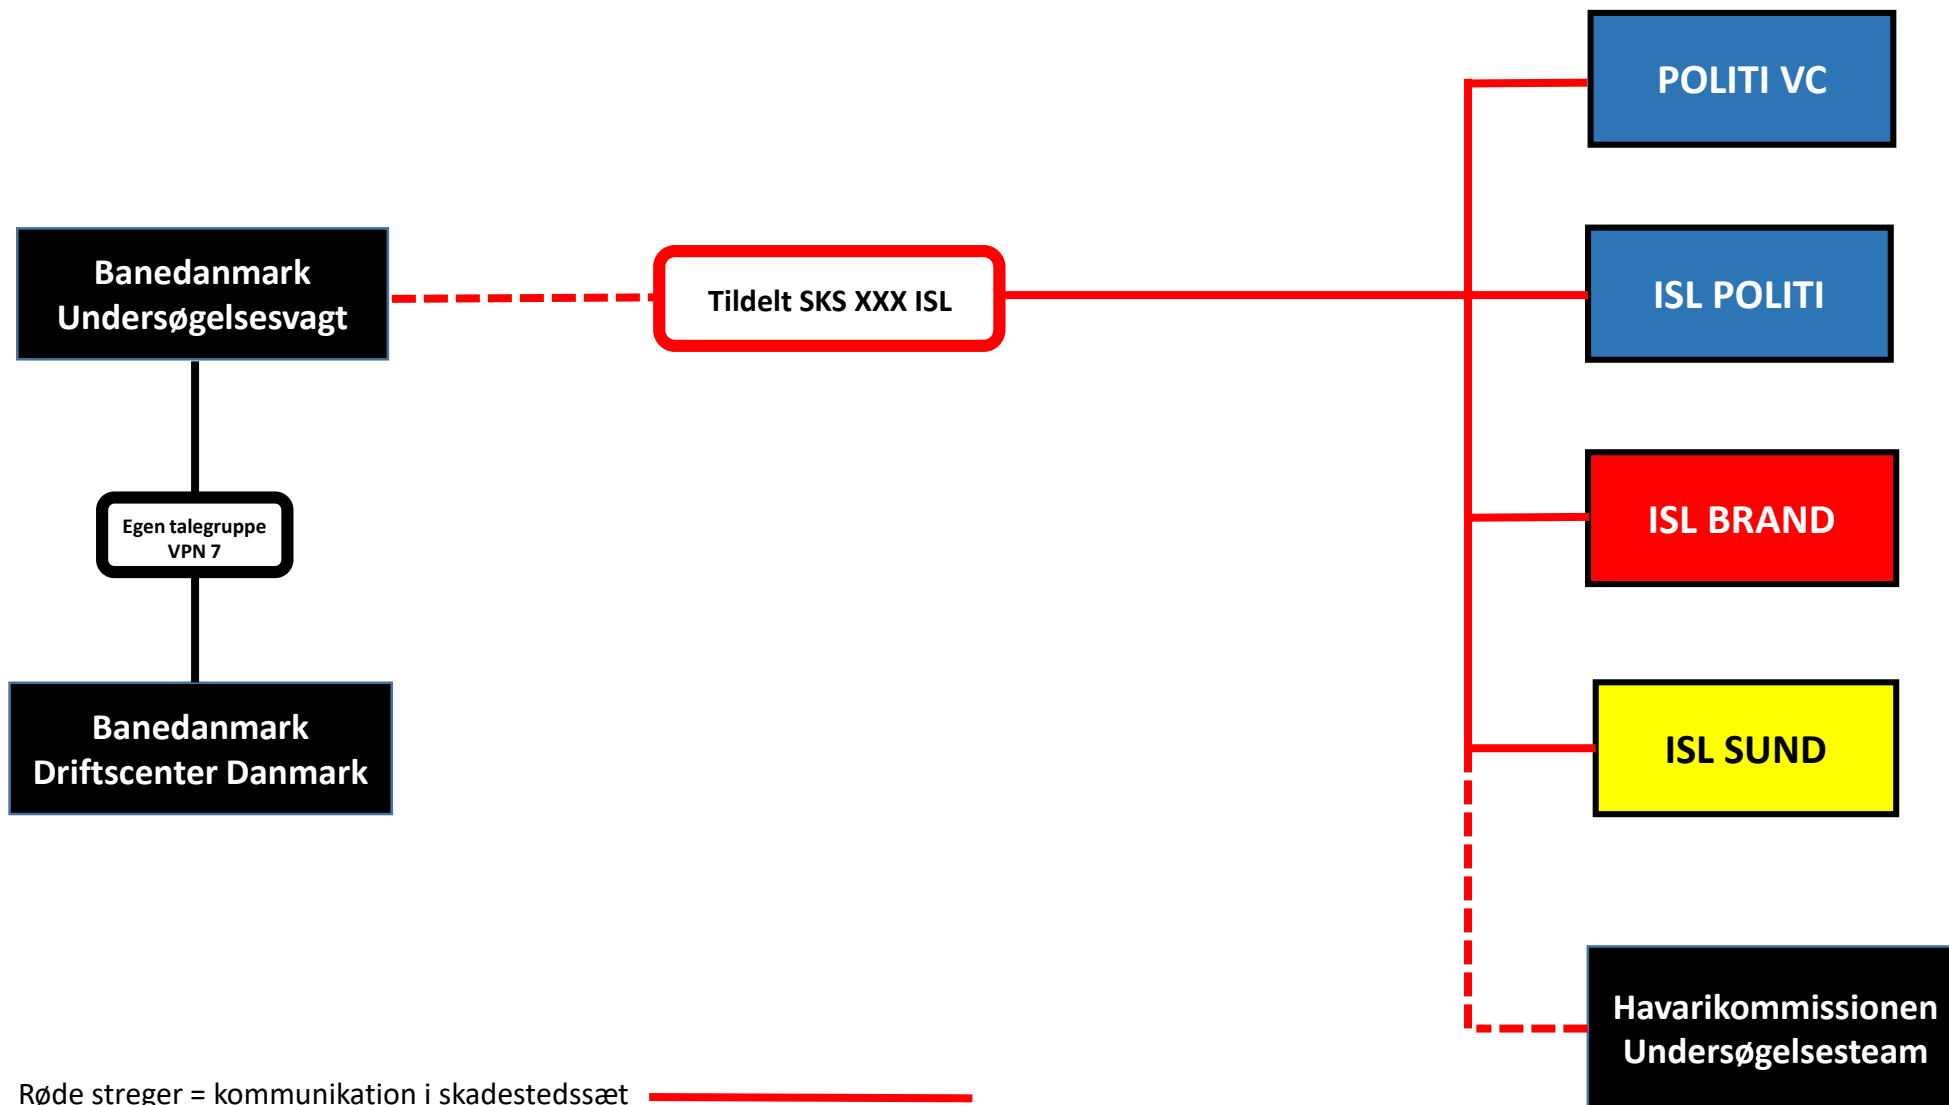 POLITI VC
Banedanmark
Undersøgelsesvagt
Tildelt SKS XXX ISL
ISL POLITI
Egen talegruppe
VPN 7
ISL BRAND
Banedanmark
Driftscenter Danmark
ISL SUND
Havarikommissionen
Undersøgelsesteam
Røde streger = kommunikation i skadestedssæt